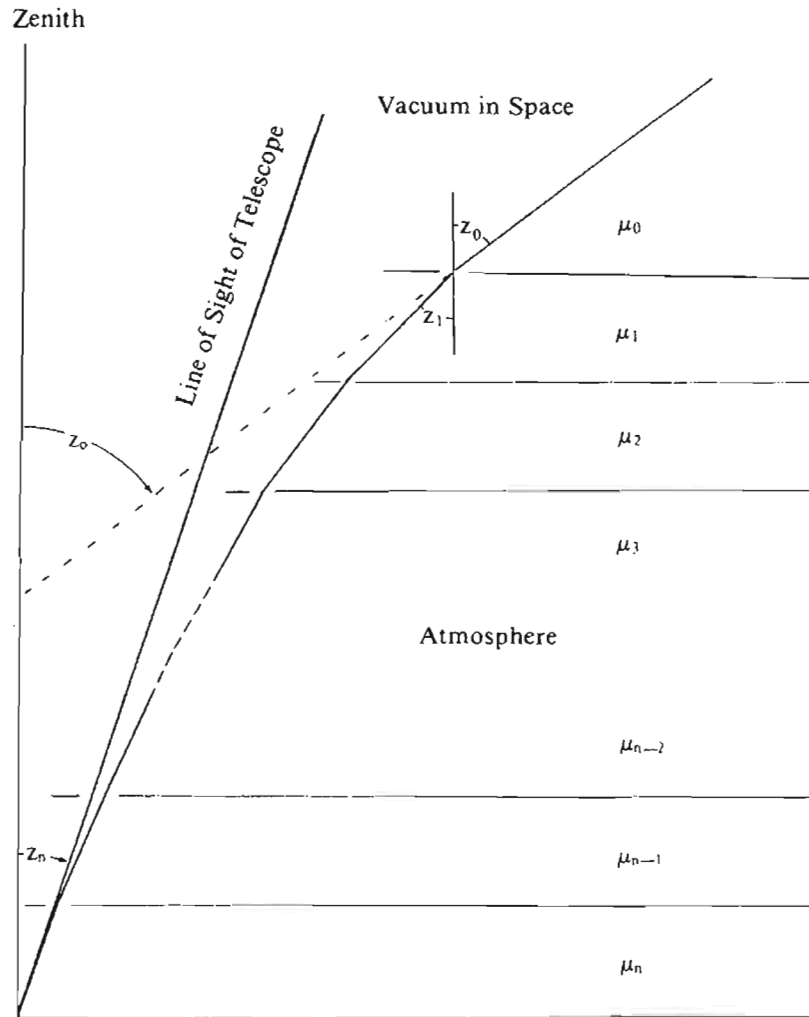 Zenith
Vacuum in Space
Line of Sight of Telescope
z₀
μ₀
z₁
μ₁
z₀
μ₂
μ₃
Atmosphere
μₙ₋₂
zₙ
μₙ₋₁
μₙ